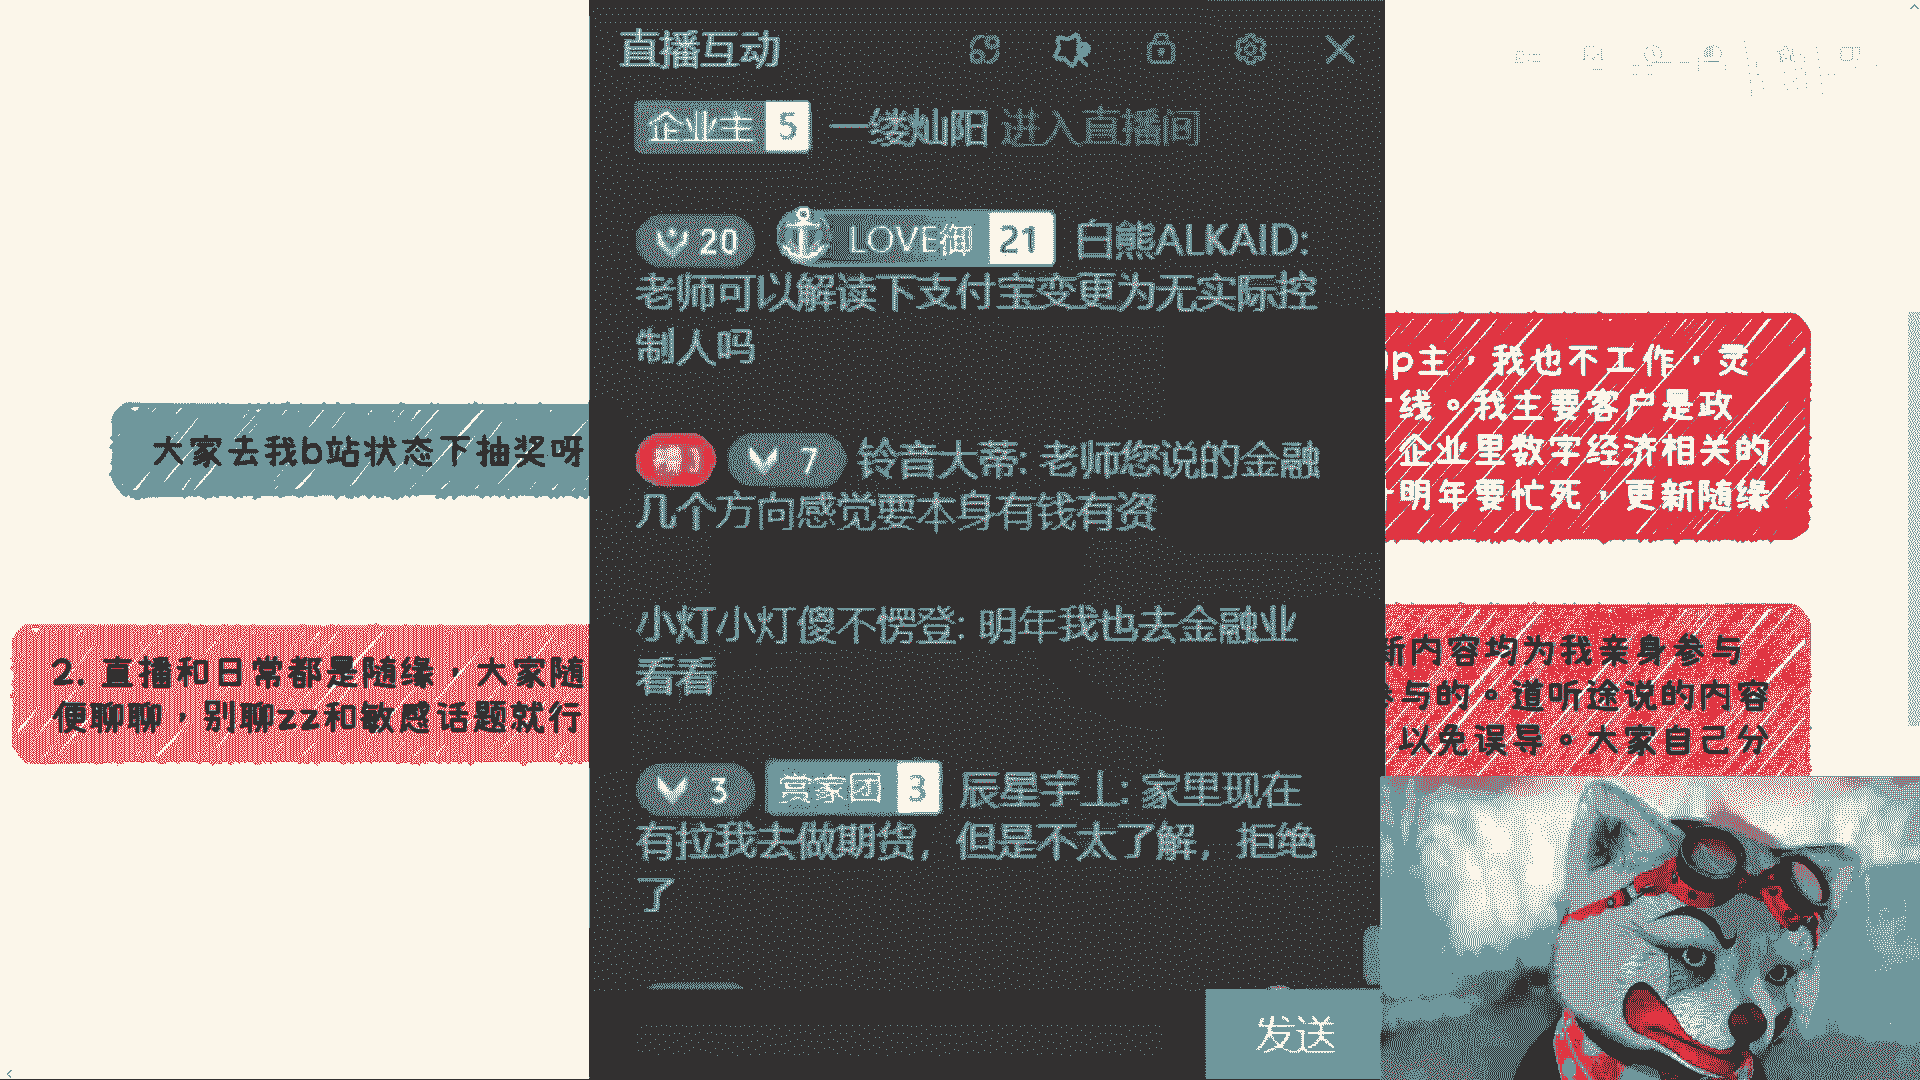 直播互动
企业主 5 一缕灿阳 进入直播间
20 LOVE御 21 白熊ALKAID:
老师可以解读下支付宝变更为无实际控
制人吗
7 铃音大蒂: 老师您说的金融
几个方向感觉要本身有钱有资
小灯小灯傻不愣登: 明年我也去金融业
看看
3 赏家团 3 辰星宇上: 家里现在
有拉我去做期货，但是不太了解，拒绝
了
发送
大家去我b站状态下抽奖呀
2. 直播和日常都是随缘，大家随
便聊聊，别聊zz和敏感话题就行
p主，我也不工作，灵
线。我主要客户是政
企业里数字经济相关的
明年要忙死，更新随缘
新内容均为我亲身参与
参与的。道听途说的内容
以免误导。大家自己分